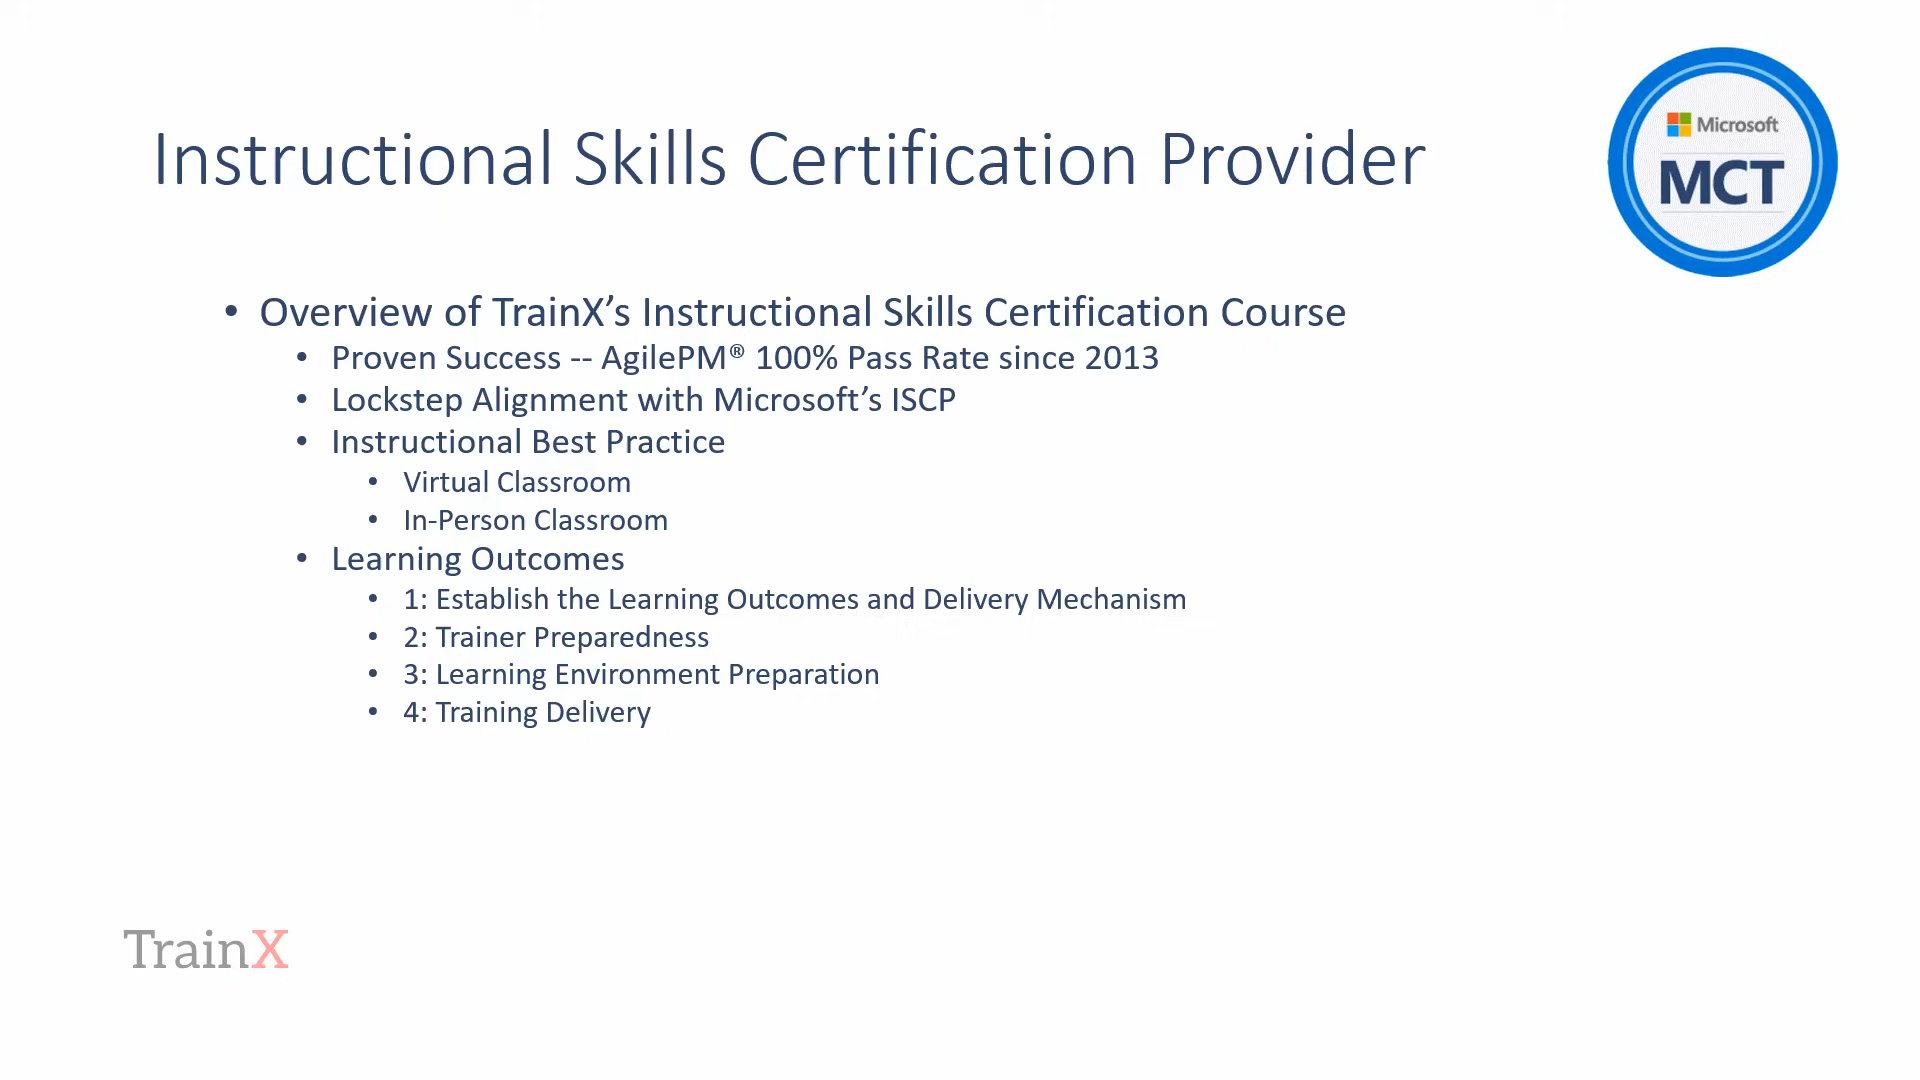 Instructional Skills Certification Provider
Microsoft
MCT
• Overview of TrainX’s Instructional Skills Certification Course
• Proven Success -- AgilePM® 100% Pass Rate since 2013
• Lockstep Alignment with Microsoft’s ISCP
• Instructional Best Practice
• Virtual Classroom
• In-Person Classroom
• Learning Outcomes
• 1: Establish the Learning Outcomes and Delivery Mechanism
• 2: Trainer Preparedness
• 3: Learning Environment Preparation
• 4: Training Delivery
TrainX